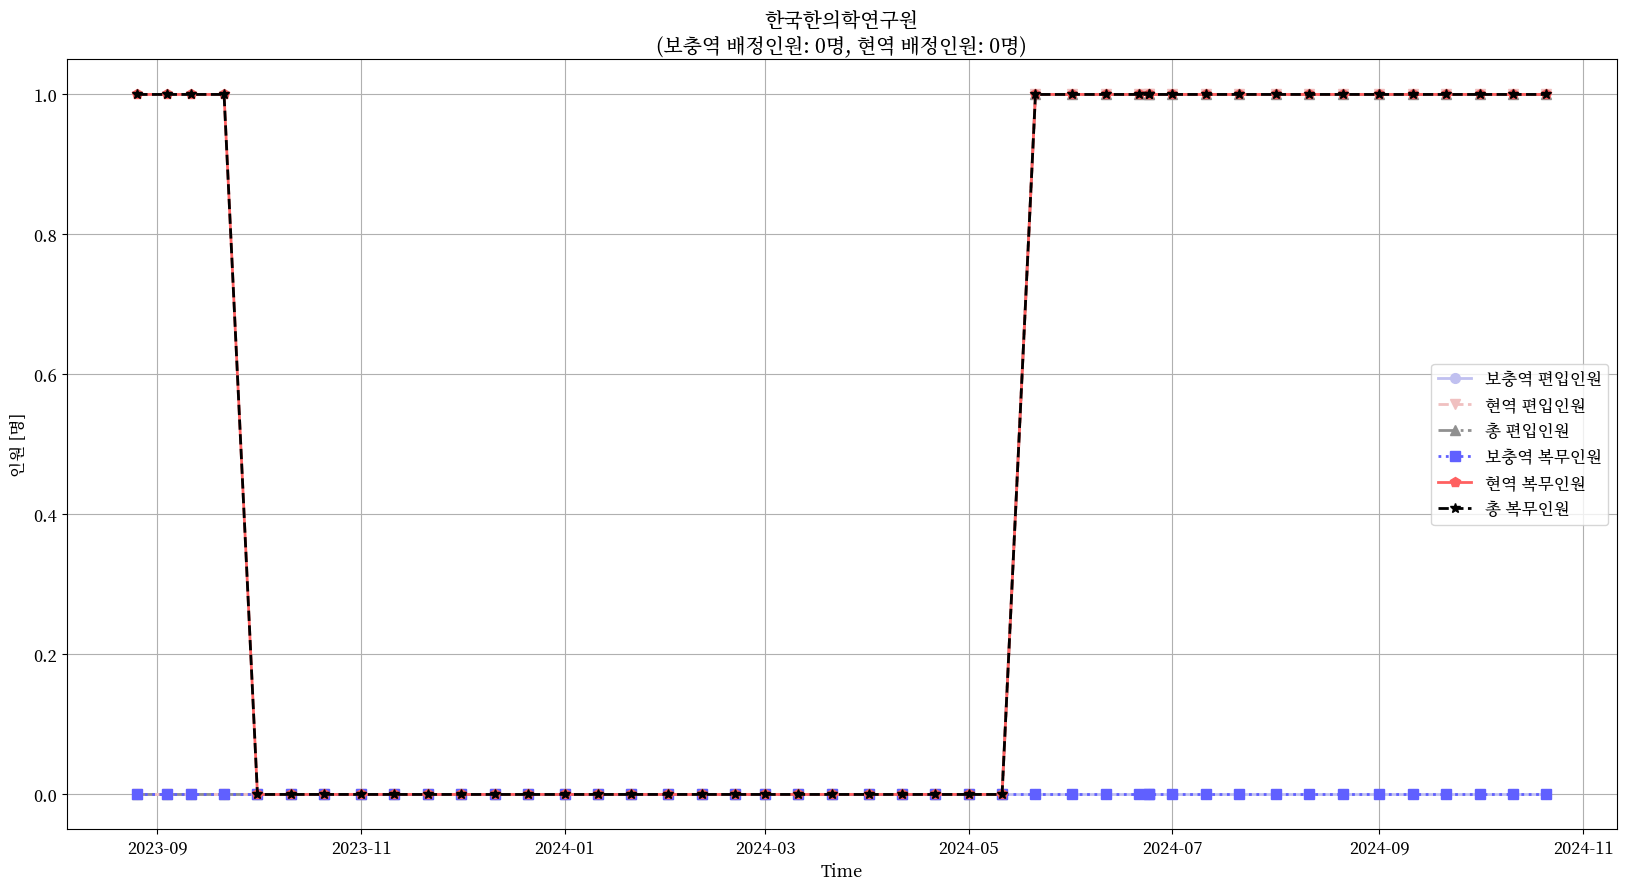 한국한의학연구원
(보충역 배정인원: 0명, 현역 배정인원: 0명)
인원 [명]
1.0
0.8
0.6
0.4
0.2
0.0
보충역 편입인원
현역 편입인원
총 편입인원
보충역 복무인원
현역 복무인원
총 복무인원
2023-09
2023-11
2024-01
2024-03
2024-05
2024-07
2024-09
2024-11
Time